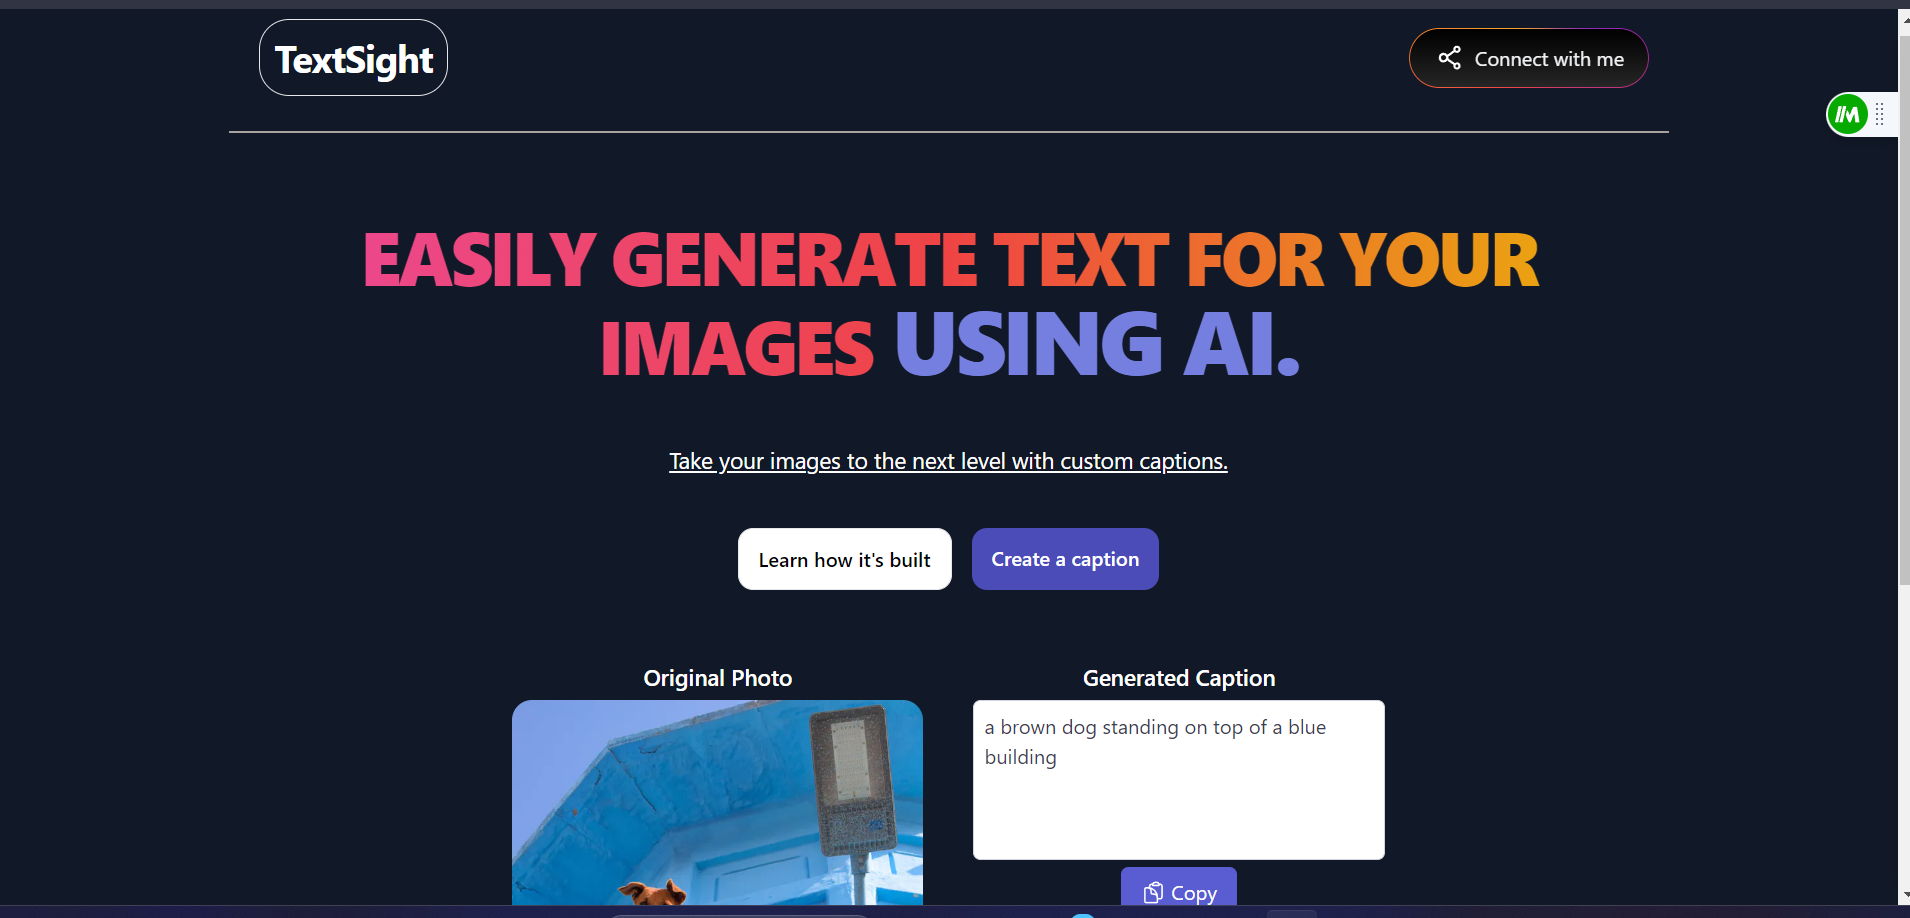 TextSight
Connect with me
EASILY GENERATE TEXT FOR YOUR
IMAGES USING AI.
Take your images to the next level with custom captions.
Learn how it's built
Create a caption
Original Photo
Generated Caption
a brown dog standing on top of a blue
building
Copy